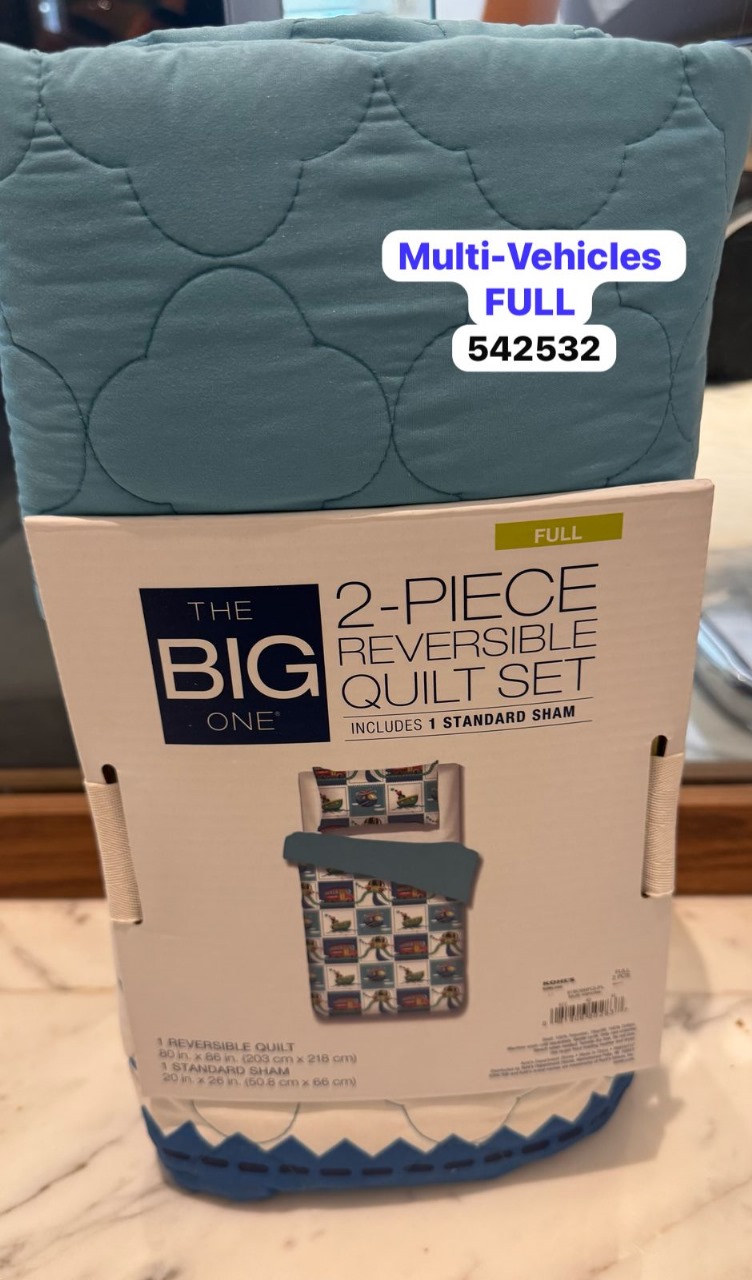 Multi-Vehicles
FULL
542532
FULL
THE
BIG
ONE®
2-PIECE
REVERSIBLE
QUILT SET
INCLUDES 1 STANDARD SHAM
KOHL'S
FULL
1 REVERSIBLE QUILT
80 in. x 86 in. (203 cm x 218 cm)
1 STANDARD SHAM
20 in. x 26 in. (50.8 cm x 66 cm)